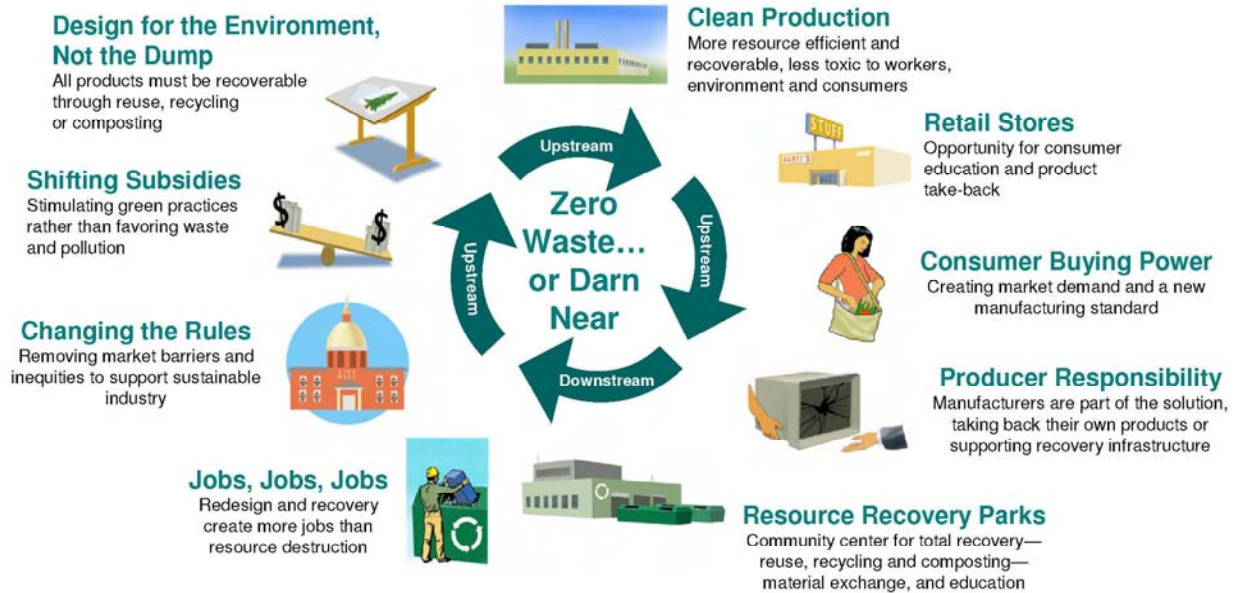 Design for the Environment,
Not the Dump
All products must be recoverable
through reuse, recycling
or composting
Clean Production
More resource efficient and
recoverable, less toxic to workers,
environment and consumers
STUFF
Retail Stores
Opportunity for consumer
education and product
take-back
Shifting Subsidies
Stimulating green practices
rather than favoring waste
and pollution
$
$
Upstream
Upstream
Upstream
Downstream
Zero
Waste…
or Darn
Near
Consumer Buying Power
Creating market demand and a new
manufacturing standard
Changing the Rules
Removing market barriers and
inequities to support sustainable
industry
Producer Responsibility
Manufacturers are part of the solution,
taking back their own products or
supporting recovery infrastructure
Jobs, Jobs, Jobs
Redesign and recovery
create more jobs than
resource destruction
Resource Recovery Parks
Community center for total recovery—
reuse, recycling and composting—
material exchange, and education